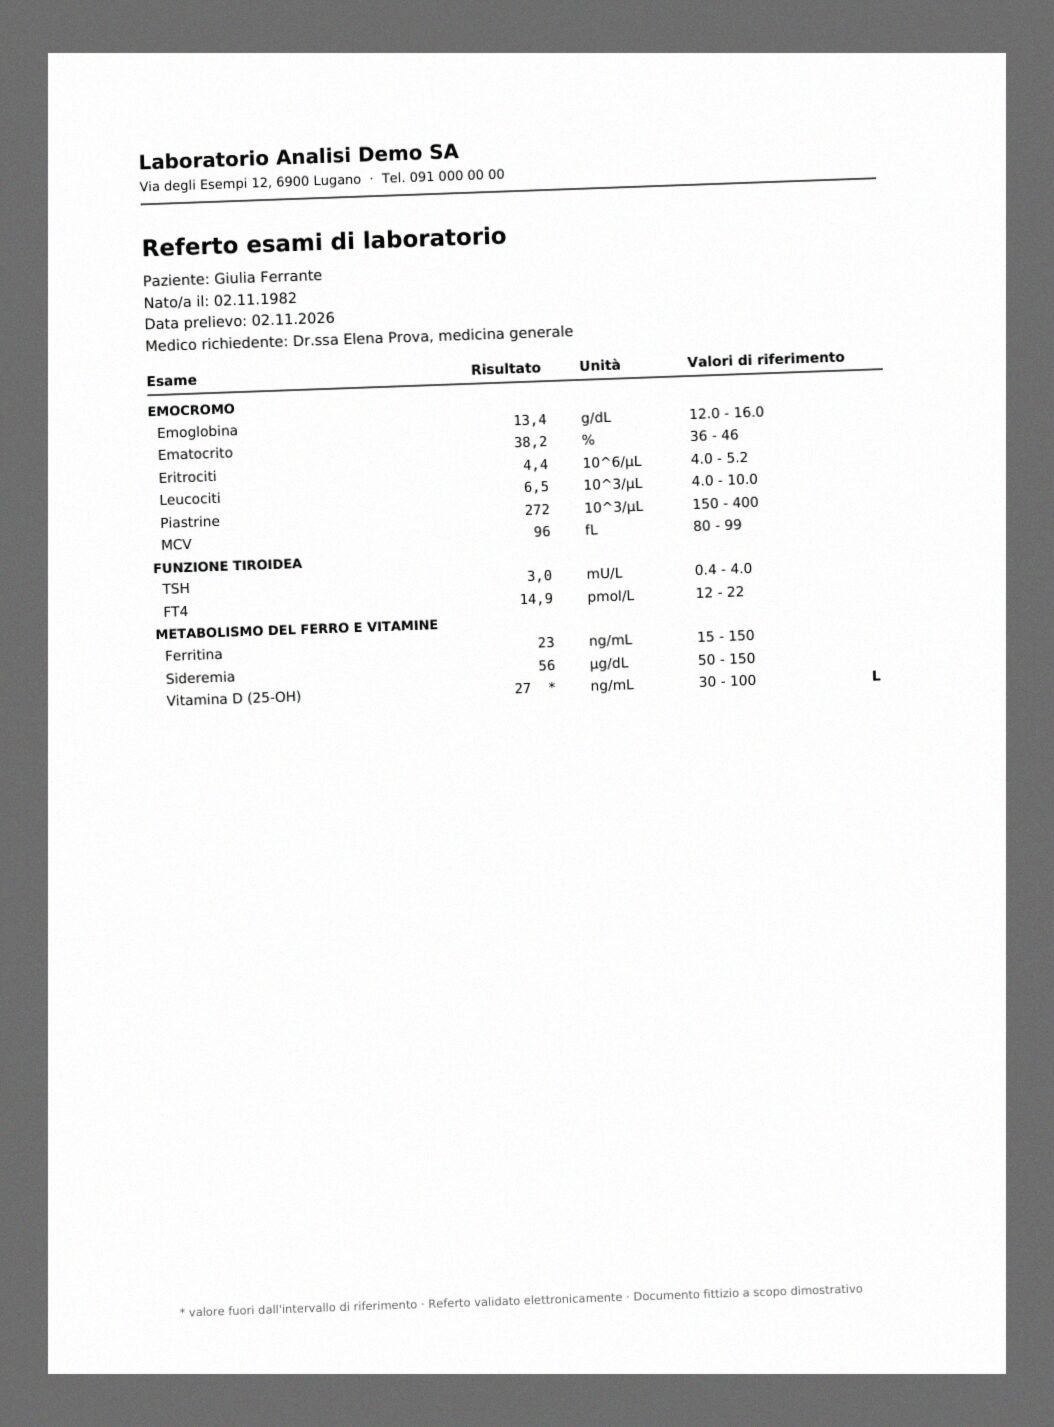 Laboratorio Analisi Demo SA
Via degli Esempi 12, 6900 Lugano · Tel. 091 000 00 00
Referto esami di laboratorio
Paziente: Giulia Ferrante
Nato/a il: 02.11.1982
Data prelievo: 02.11.2026
Medico richiedente: Dr.ssa Elena Prova, medicina generale
Esame Risultato Unità Valori di riferimento
EMOCROMO
Emoglobina 13,4 g/dL 12.0 - 16.0
Ematocrito 38,2 % 36 - 46
Eritrociti 4,4 10^6/µL 4.0 - 5.2
Leucociti 6,5 10^3/µL 4.0 - 10.0
Piastrine 272 10^3/µL 150 - 400
MCV 96 fL 80 - 99
FUNZIONE TIROIDEA
TSH 3,0 mU/L 0.4 - 4.0
FT4 14,9 pmol/L 12 - 22
METABOLISMO DEL FERRO E VITAMINE
Ferritina 23 ng/mL 15 - 150
Sideremia 56 µg/dL 50 - 150
Vitamina D (25-OH) 27 * ng/mL 30 - 100 L
* valore fuori dall'intervallo di riferimento · Referto validato elettronicamente · Documento fittizio a scopo dimostrativo